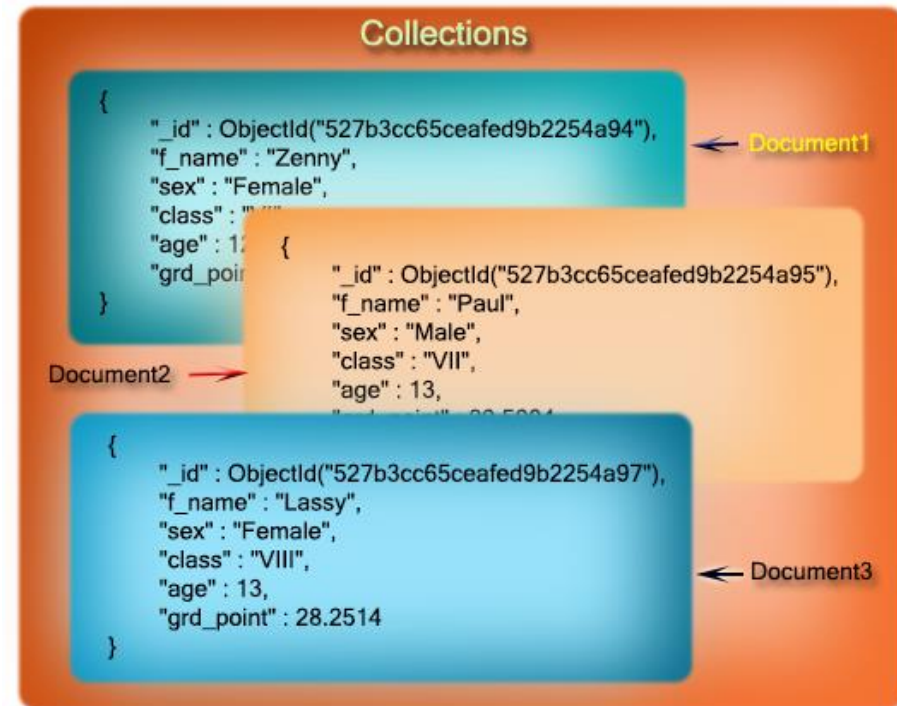 Collections
{
"_id" : ObjectId("527b3cc65ceafed9b2254a94"),
"f_name" : "Zenny",
"sex" : "Female",
"class" :
"age" :
}
Document1
{
"_id" : ObjectId("527b3cc65ceafed9b2254a95"),
"f_name" : "Paul",
"sex" : "Male",
"class" : "VII",
"age" : 13,
Document2
{
"_id" : ObjectId("527b3cc65ceafed9b2254a97"),
"f_name" : "Lassy",
"sex" : "Female",
"class" : "VIII",
"age" : 13,
"grd_point" : 28.2514
}
Document3